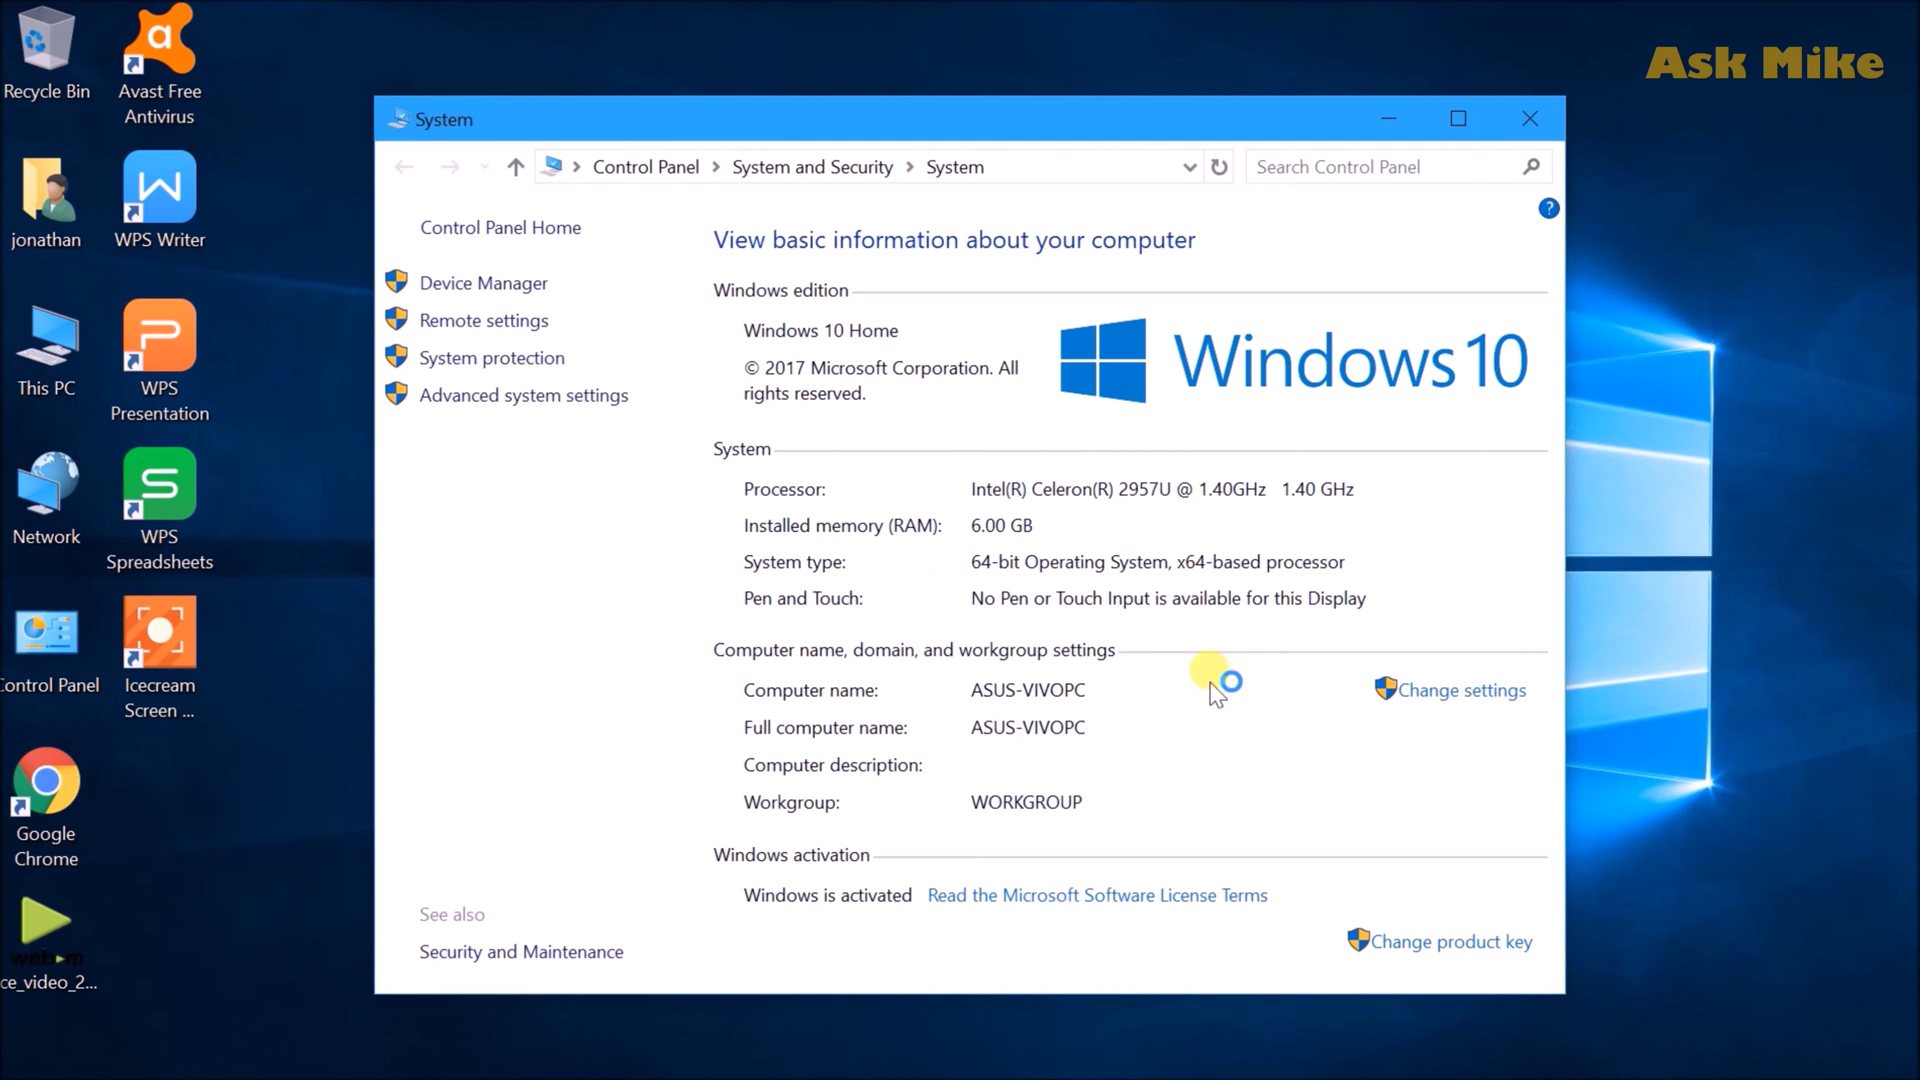 Ask Mike
Recycle Bin
Avast Free
Antivirus
jonathan
WPS Writer
This PC
WPS
Presentation
Network
WPS
Spreadsheets
ontrol Panel
Icecream
Screen ...
Google
Chrome
ce_video_2...
System
Control Panel > System and Security > System
Search Control Panel
Control Panel Home
Device Manager
Remote settings
System protection
Advanced system settings
See also
Security and Maintenance
?
View basic information about your computer
Windows edition
Windows 10 Home
© 2017 Microsoft Corporation. All
rights reserved.
Windows 10
System
Processor: Intel(R) Celeron(R) 2957U @ 1.40GHz 1.40 GHz
Installed memory (RAM): 6.00 GB
System type: 64-bit Operating System, x64-based processor
Pen and Touch: No Pen or Touch Input is available for this Display
Computer name, domain, and workgroup settings
Computer name: ASUS-VIVOPC
Change settings
Full computer name: ASUS-VIVOPC
Computer description:
Workgroup: WORKGROUP
Windows activation
Windows is activated Read the Microsoft Software License Terms
Change product key